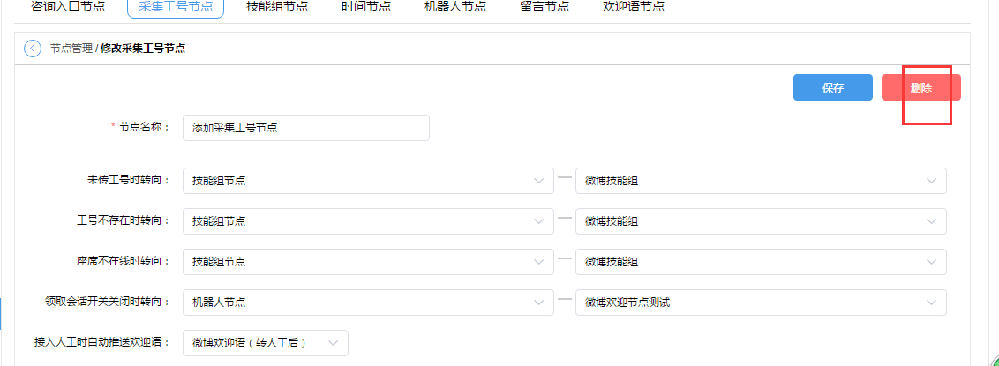 咨询入口节点 采集工号节点 技能组节点 时间节点 机器人节点 留言节点 欢迎语节点
节点管理 / 修改采集工号节点
保存 删除
* 节点名称： 添加采集工号节点
未传工号时转向： 技能组节点 微博技能组
工号不存在时转向： 技能组节点 微博技能组
座席不在线时转向： 技能组节点 微博技能组
领取会话开关关闭时转向： 机器人节点 微博欢迎节点测试
接入人工时自动推送欢迎语： 微博欢迎语（转人工后）